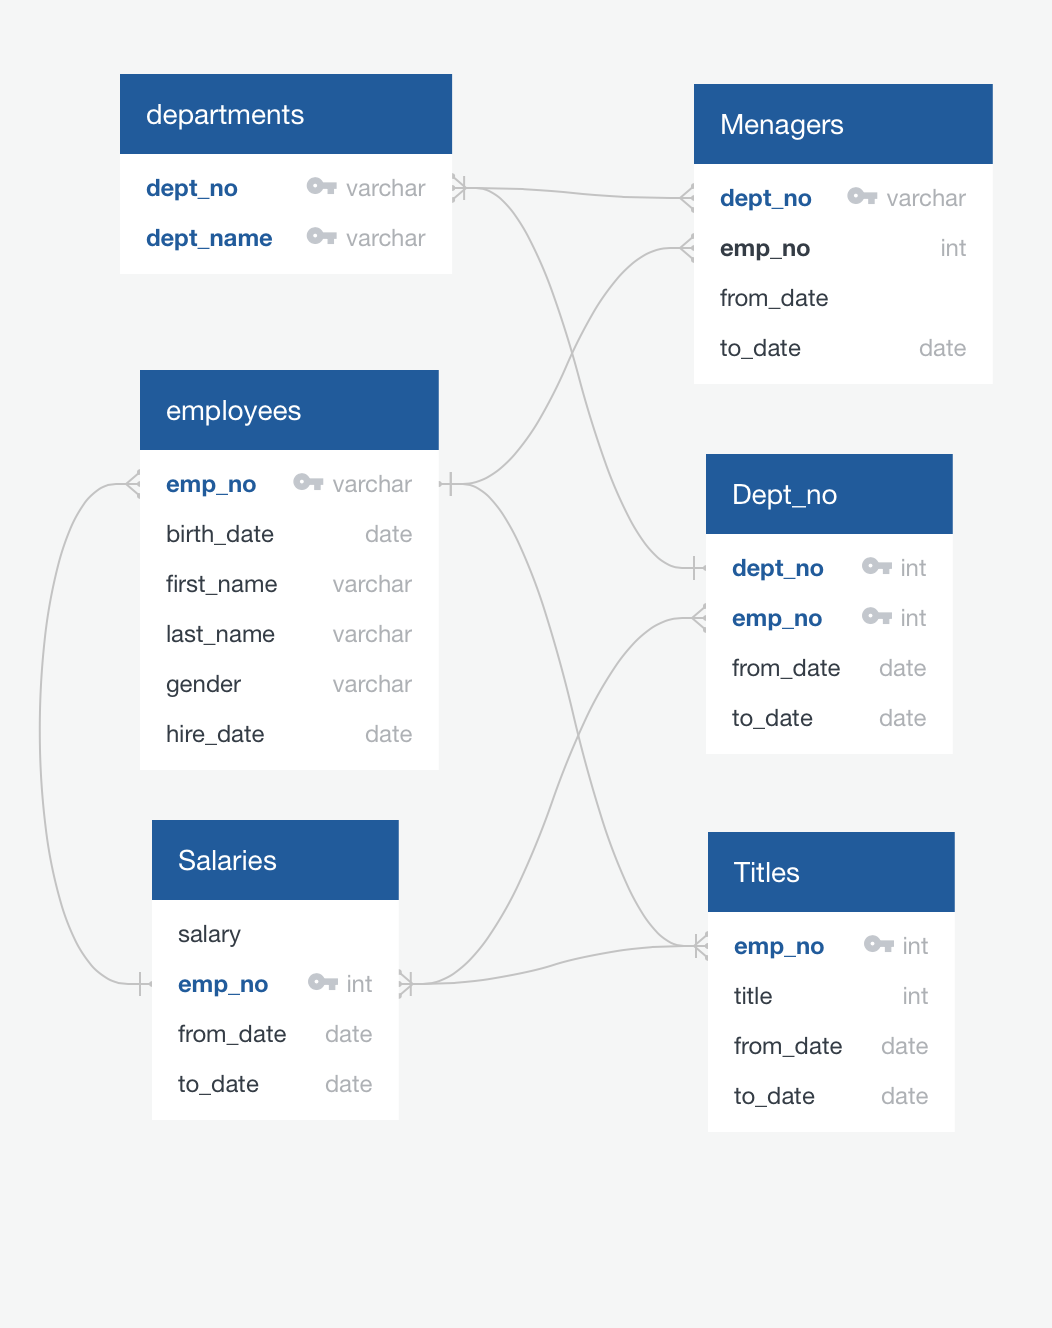 departments
dept_no varchar
dept_name varchar
Menagers
dept_no varchar
emp_no int
from_date
to_date date
employees
emp_no varchar
birth_date date
first_name varchar
last_name varchar
gender varchar
hire_date date
Dept_no
dept_no int
emp_no int
from_date date
to_date date
Salaries
salary
emp_no int
from_date date
to_date date
Titles
emp_no int
title int
from_date date
to_date date